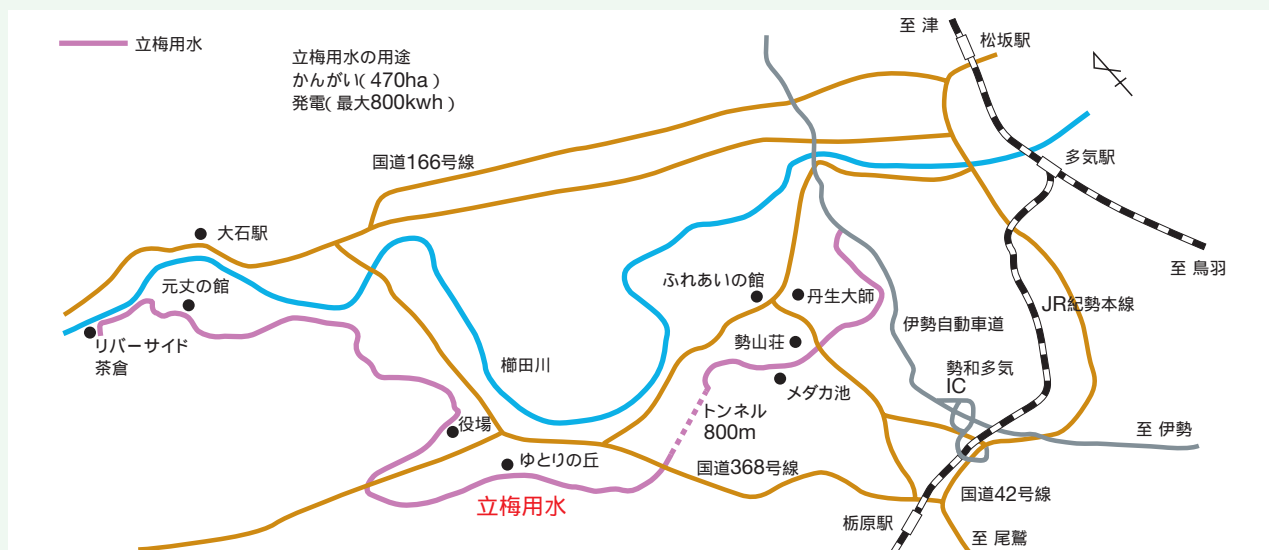 立梅用水
立梅用水の用途
かんがい( 470ha )
発電( 最大800kwh )
至 津
松坂駅
国道166号線
多気駅
大石駅
至 鳥羽
元丈の館
ふれあいの館
丹生大師
JR紀勢本線
伊勢自動車道
リバーサイド
茶倉
勢山荘
櫛田川
勢和多気
IC
メダカ池
トンネル
800m
役場
至 伊勢
ゆとりの丘
国道368号線
立梅用水
国道42号線
栃原駅
至 尾鷲